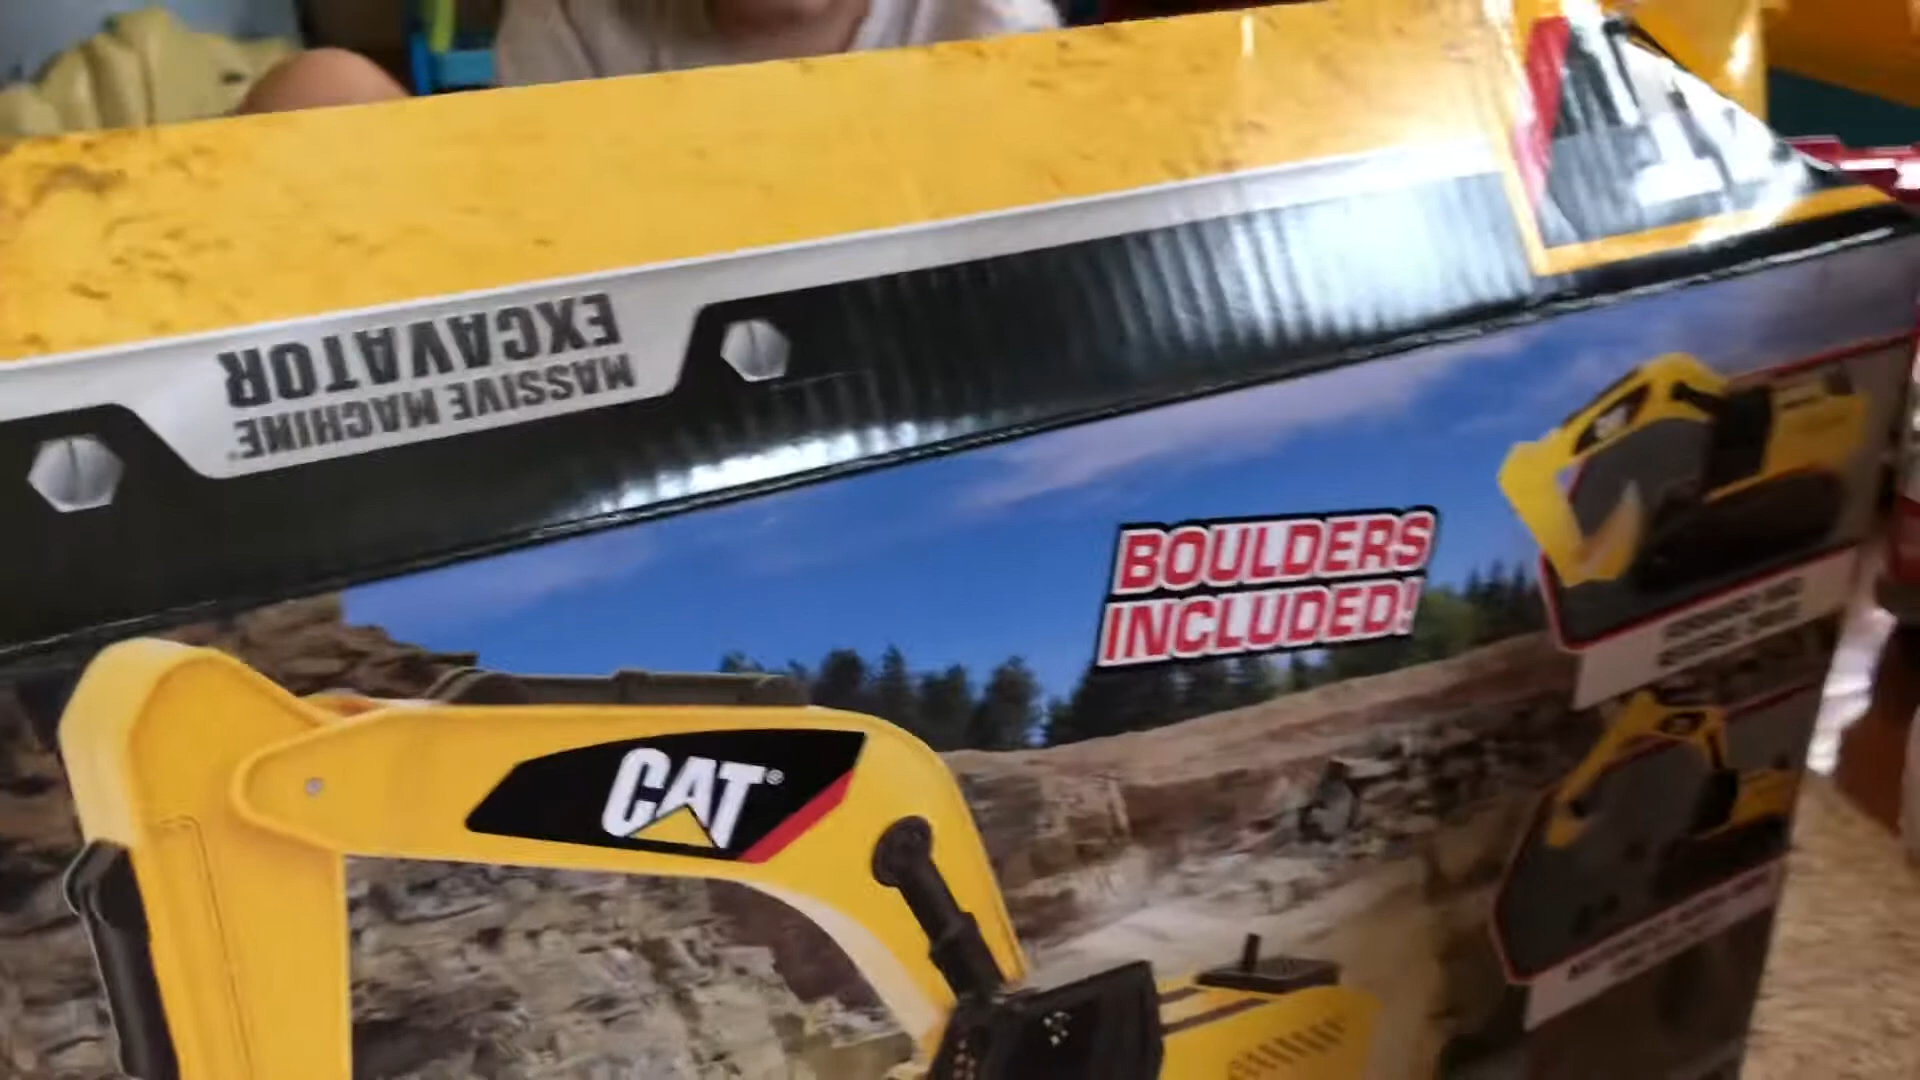 MASSIVE MACHINE®
EXCAVATOR
BOULDERS
INCLUDED!
CAT®